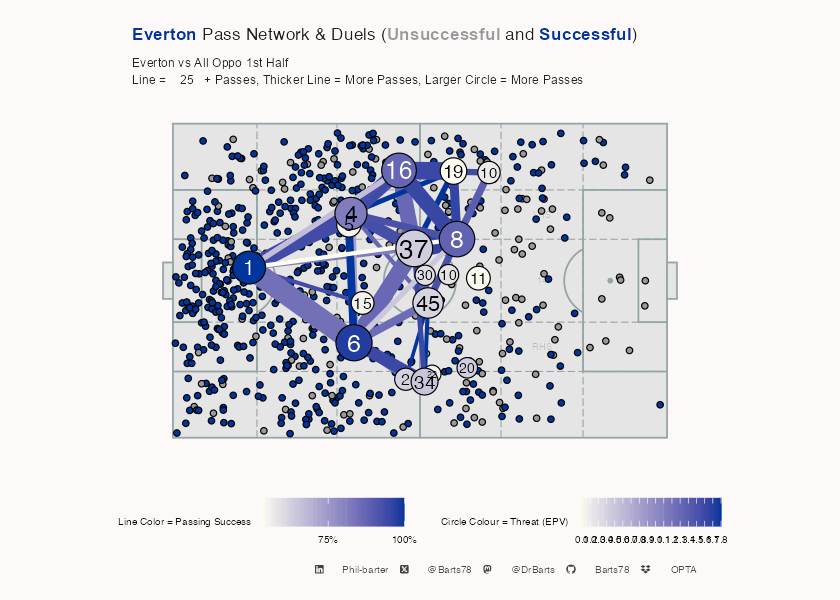 Everton Pass Network & Duels (Unsuccessful and Successful)
Everton vs All Oppo 1st Half
Line = 25 + Passes, Thicker Line = More Passes, Larger Circle = More Passes
16 19 10
4
37 8
1 30 10 11
15 45
6
20
2 34
RHS
Line Color = Passing Success
75% 100%
Circle Colour = Threat (EPV)
Phil-barter @Barts78 @DrBarts Barts78 OPTA